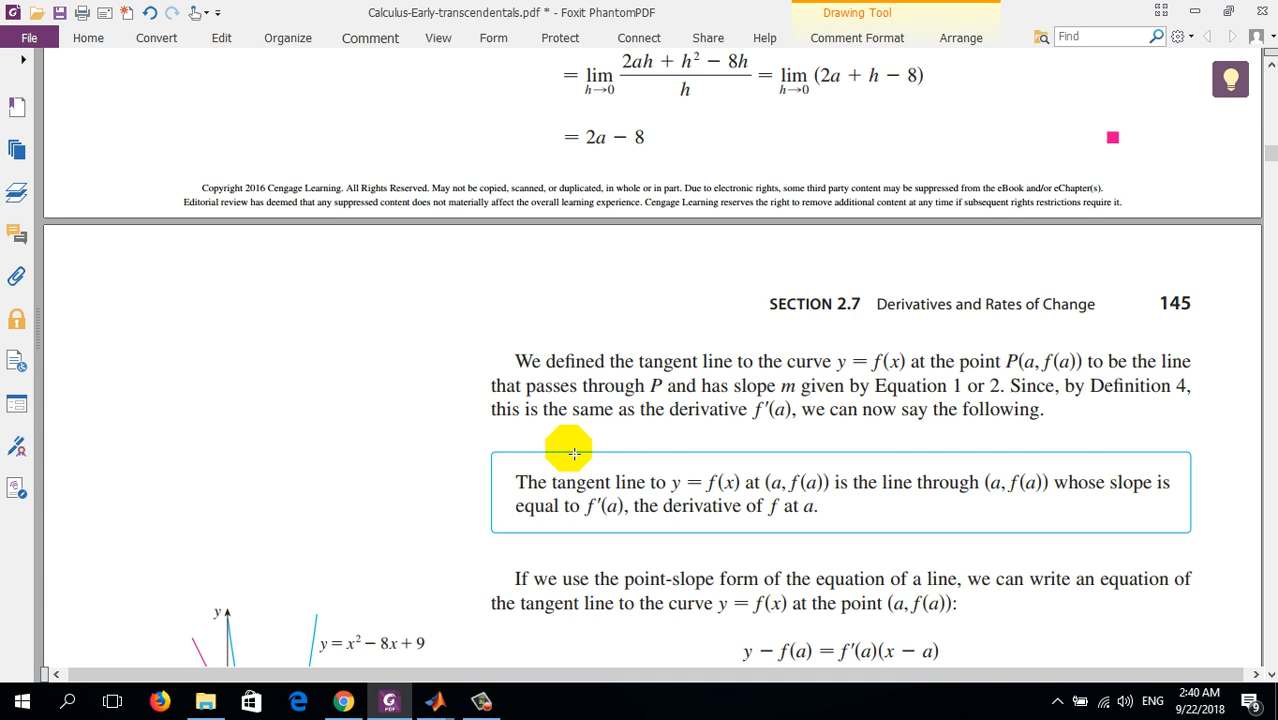 Calculus-Early-transcendentals.pdf * - Foxit PhantomPDF
Drawing Tool
File Home Convert Edit Organize Comment View Form Protect Connect Share Help Comment Format Arrange Find
= lim h→0 (2ah + h² − 8h)/h = lim h→0 (2a + h − 8)
= 2a − 8
Copyright 2016 Cengage Learning. All Rights Reserved. May not be copied, scanned, or duplicated, in whole or in part. Due to electronic rights, some third party content may be suppressed from the eBook and/or eChapter(s).
Editorial review has deemed that any suppressed content does not materially affect the overall learning experience. Cengage Learning reserves the right to remove additional content at any time if subsequent rights restrictions require it.
SECTION 2.7 Derivatives and Rates of Change 145
We defined the tangent line to the curve y = f(x) at the point P(a, f(a)) to be the line
that passes through P and has slope m given by Equation 1 or 2. Since, by Definition 4,
this is the same as the derivative f′(a), we can now say the following.
The tangent line to y = f(x) at (a, f(a)) is the line through (a, f(a)) whose slope is
equal to f′(a), the derivative of f at a.
If we use the point-slope form of the equation of a line, we can write an equation of
the tangent line to the curve y = f(x) at the point (a, f(a)):
y
y = x² − 8x + 9
y − f(a) = f′(a)(x − a)
ENG
2:40 AM
9/22/2018
9